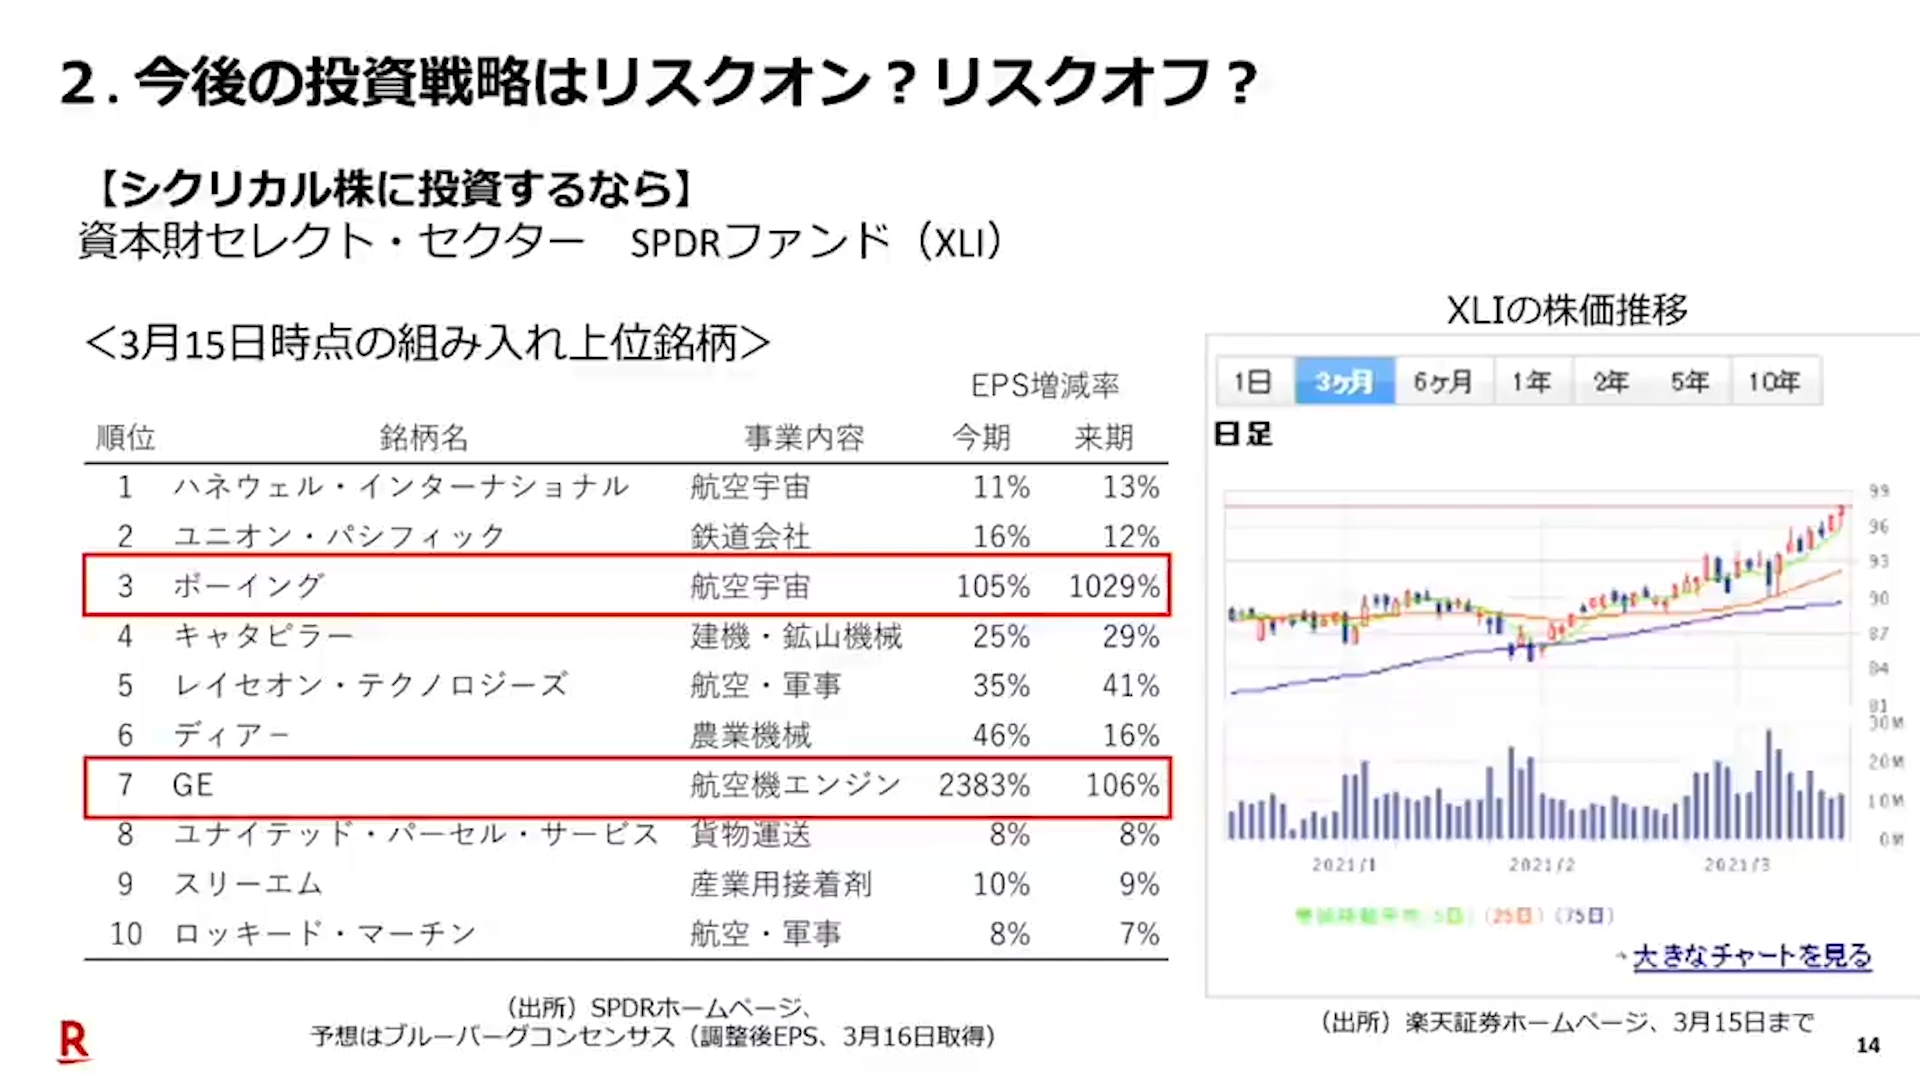 2．今後の投資戦略はリスクオン？リスクオフ？
【シクリカル株に投資するなら】
資本財セレクト・セクター　SPDRファンド（XLI）
＜3月15日時点の組み入れ上位銘柄＞
EPS増減率
順位 銘柄名 事業内容 今期 来期
1 ハネウェル・インターナショナル 航空宇宙 11% 13%
2 ユニオン・パシフィック 鉄道会社 16% 12%
3 ボーイング 航空宇宙 105% 1029%
4 キャタピラー 建機・鉱山機械 25% 29%
5 レイセオン・テクノロジーズ 航空・軍事 35% 41%
6 ディアー 農業機械 46% 16%
7 GE 航空機エンジン 2383% 106%
8 ユナイテッド・パーセル・サービス 貨物運送 8% 8%
9 スリーエム 産業用接着剤 10% 9%
10 ロッキード・マーチン 航空・軍事 8% 7%
（出所）SPDRホームページ、
予想はブルーバーグコンセンサス（調整後EPS、3月16日取得）
XLIの株価推移
1日 3ヶ月 6ヶ月 1年 2年 5年 10年
日足
99
96
93
90
87
84
81
30M
20M
10M
0M
2021/1 2021/2 2021/3
5日 (25日) (75日)
大きなチャートを見る
（出所）楽天証券ホームページ、3月15日まで
R
14